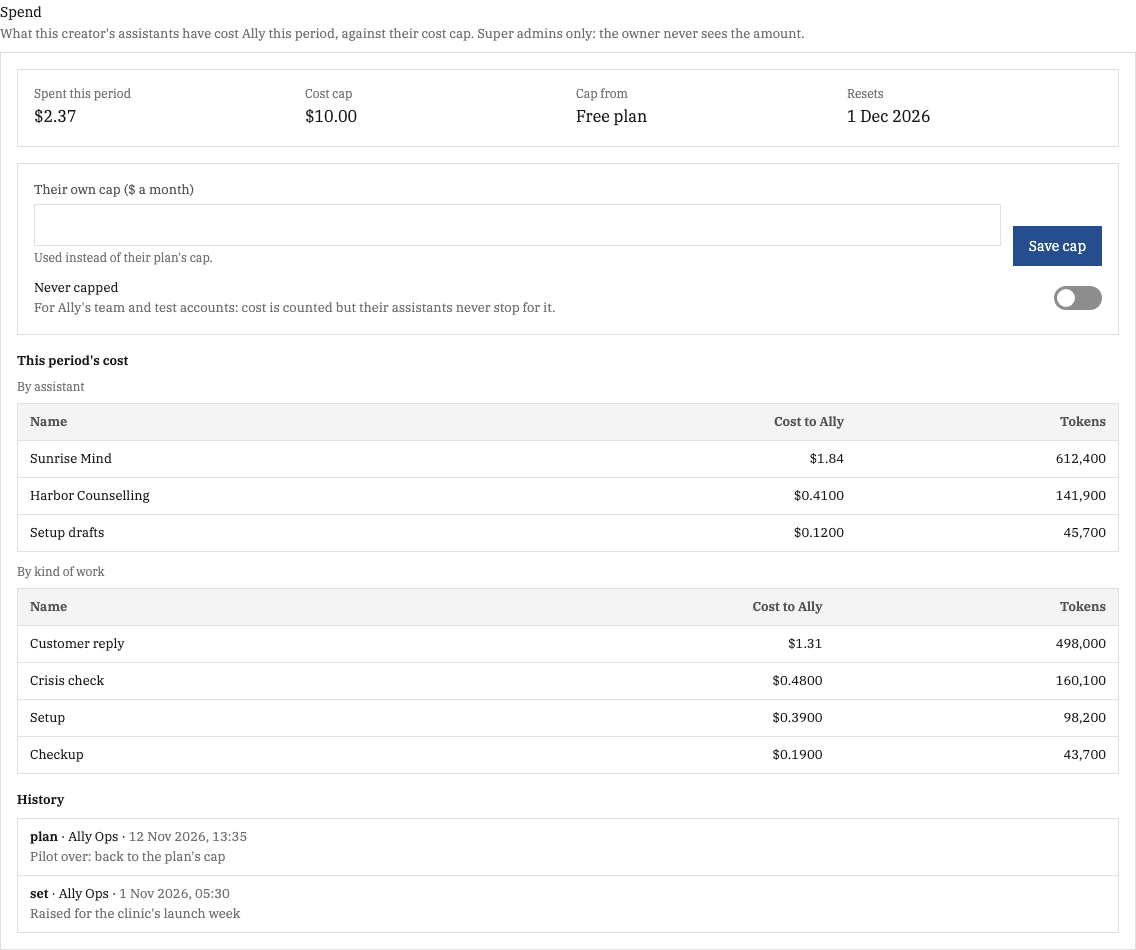 Spend
What this creator's assistants have cost Ally this period, against their cost cap. Super admins only: the owner never sees the amount.
Spent this period
$2.37
Cost cap
$10.00
Cap from
Free plan
Resets
1 Dec 2026
Their own cap ($ a month)
Used instead of their plan's cap.
Save cap
Never capped
For Ally's team and test accounts: cost is counted but their assistants never stop for it.
This period's cost
By assistant
Name Cost to Ally Tokens
Sunrise Mind $1.84 612,400
Harbor Counselling $0.4100 141,900
Setup drafts $0.1200 45,700
By kind of work
Name Cost to Ally Tokens
Customer reply $1.31 498,000
Crisis check $0.4800 160,100
Setup $0.3900 98,200
Checkup $0.1900 43,700
History
plan · Ally Ops · 12 Nov 2026, 13:35
Pilot over: back to the plan's cap
set · Ally Ops · 1 Nov 2026, 05:30
Raised for the clinic's launch week